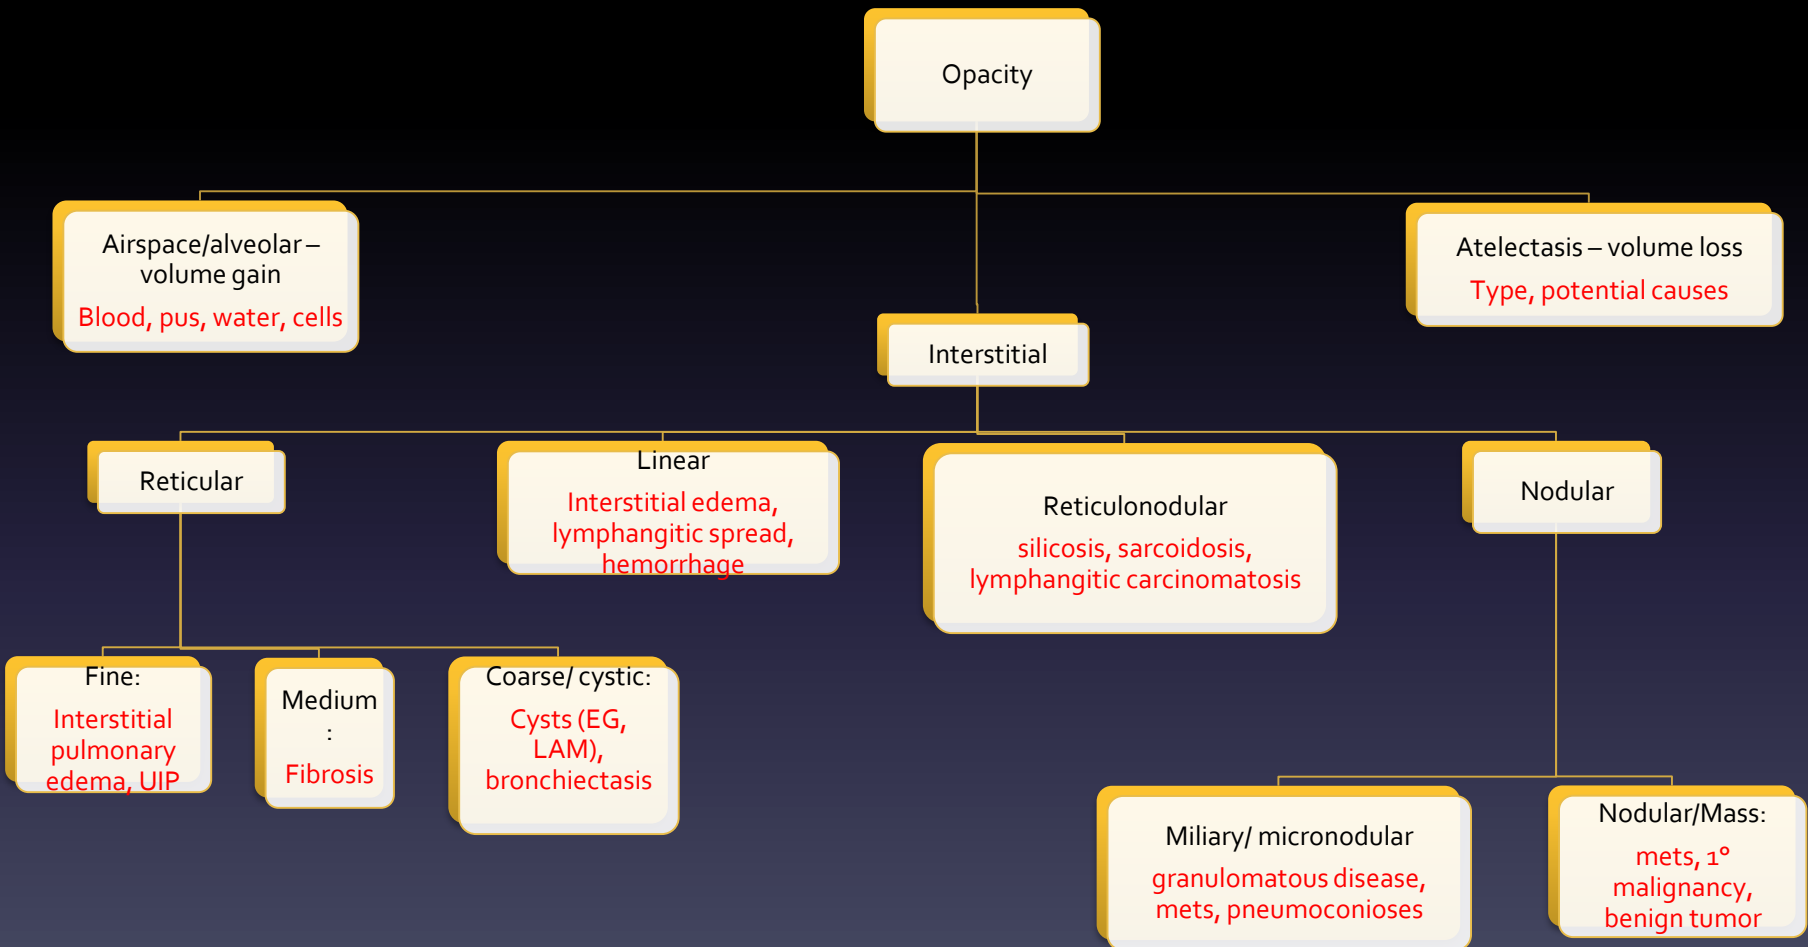 Opacity
Airspace/alveolar –
volume gain
Blood, pus, water, cells
Atelectasis – volume loss
Type, potential causes
Interstitial
Reticular
Linear
Interstitial edema,
lymphangitic spread,
hemorrhage
Reticulonodular
silicosis, sarcoidosis,
lymphangitic carcinomatosis
Nodular
Fine:
Interstitial
pulmonary
edema, UIP
Medium
:
Fibrosis
Coarse/ cystic:
Cysts (EG,
LAM),
bronchiectasis
Miliary/ micronodular
granulomatous disease,
mets, pneumoconioses
Nodular/Mass:
mets, 1°
malignancy,
benign tumor